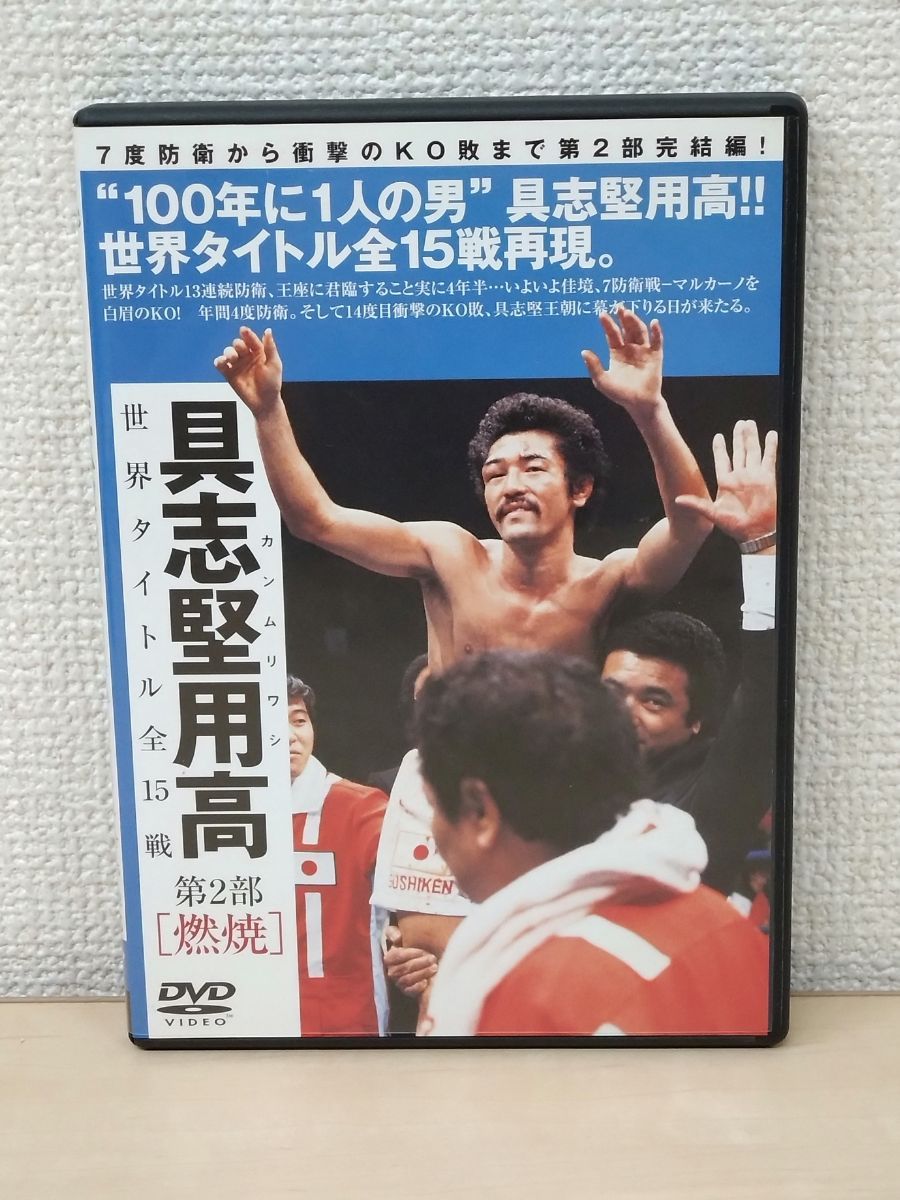 7度防衛から衝撃のKO敗まで第2部完結編!
“100年に1人の男”具志堅用高!!
世界タイトル全15戦再現。
世界タイトル13連続防衛、王座に君臨すること実に4年半…いよいよ佳境、7防衛戦−マルカーノを
白眉のKO! 年間4度防衛。そして14度目衝撃のKO敗、具志堅王朝に幕が下りる日が来たる。
世界タイトル全15戦
具志堅用高
カンムリワシ
第2部
[燃焼]
DVD
VIDEO
TM
GUSHIKEN